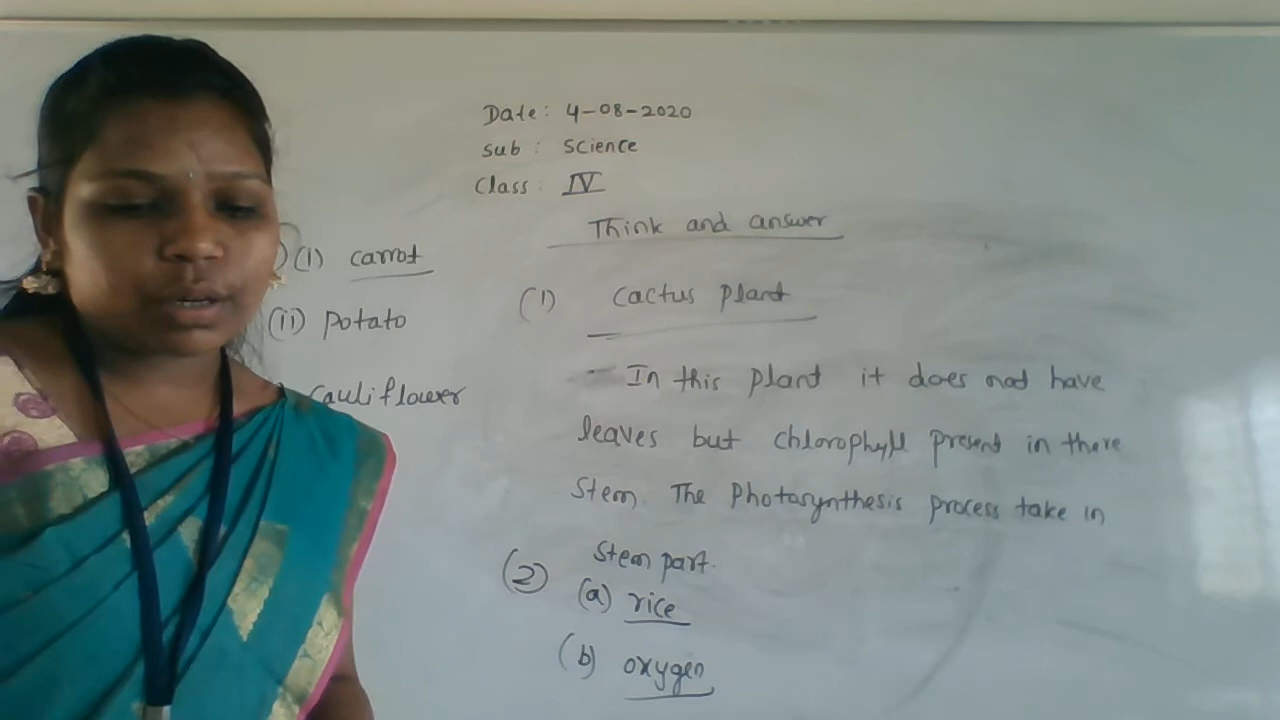 Date: 4-08-2020
Sub: Science
Class: IV
Think and answer
(i) carrot
(ii) potato
cauliflower
(1) Cactus plant
- In this plant it does not have
leaves but chlorophyll present in there
stem. The Photosynthesis process take in
stem part.
(2) (a) rice
(b) oxygen